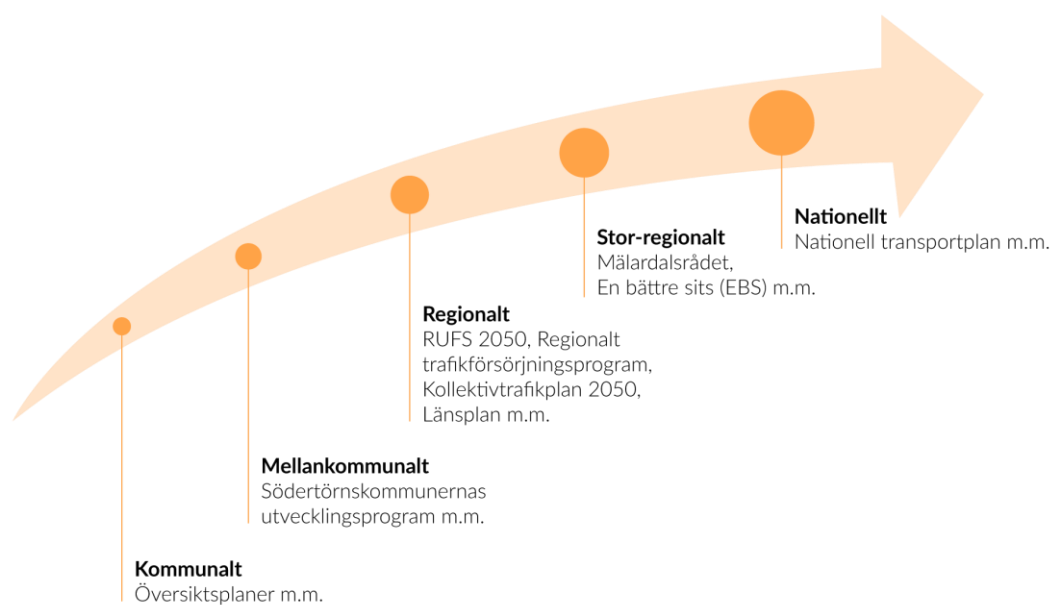 Nationellt
Nationell transportplan m.m.
Stor-regionalt
Mälardalsrådet,
En bättre sits (EBS) m.m.
Regionalt
RUFS 2050, Regionalt
trafikförsörjningsprogram,
Kollektivtrafikplan 2050,
Länsplan m.m.
Mellankommunalt
Södertörnskommunernas
utvecklingsprogram m.m.
Kommunalt
Översiktsplaner m.m.